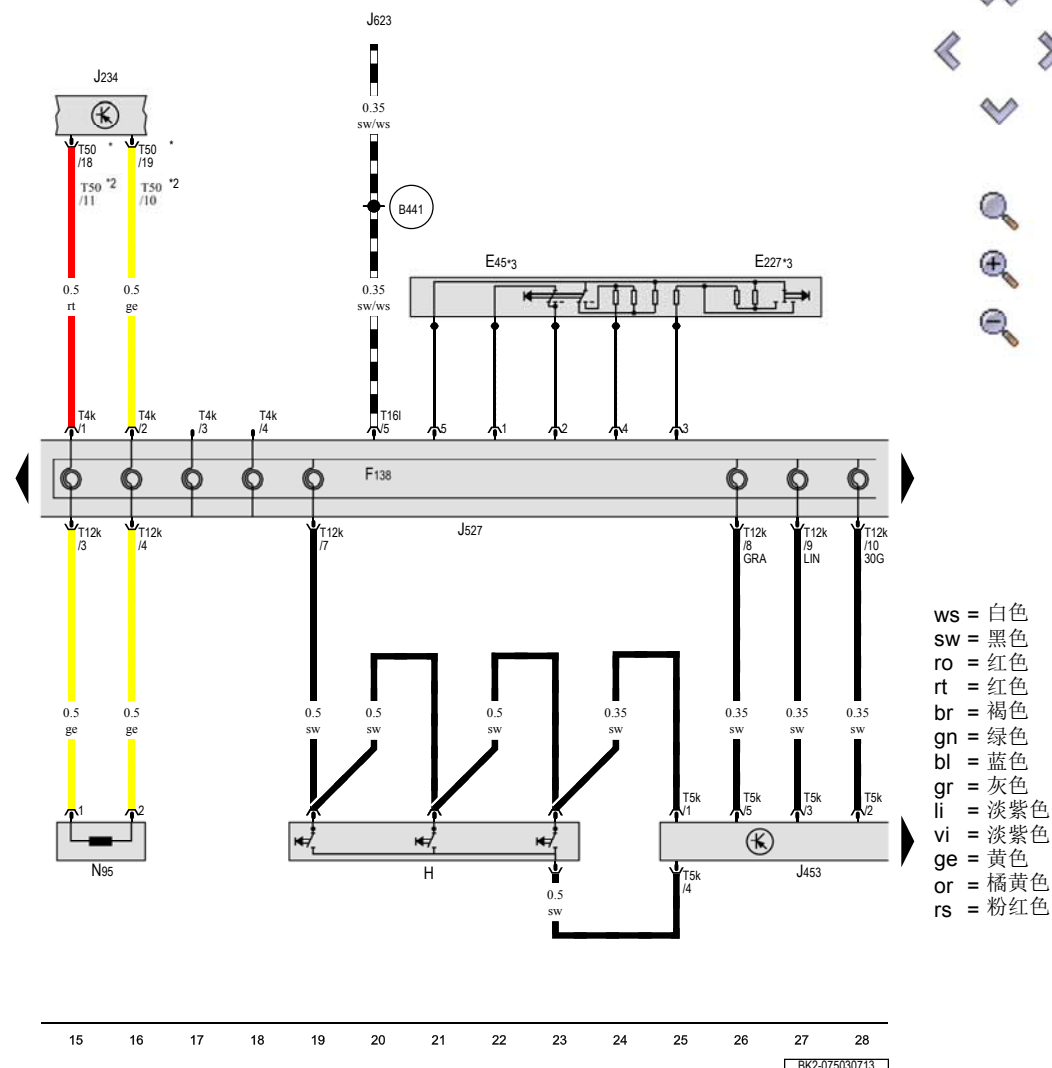 J623
J234
0.35
sw/ws
T50 *
/18
T50 *
/19
T50 *2
/11
T50 *2
/10
B441
E45*3
E227*3
0.5
rt
0.5
ge
0.35
sw/ws
T4k
/1
T4k
/2
T4k
/3
T4k
/4
T16l
/5
5
1
2
4
3
F138
J527
T12k
/3
T12k
/4
T12k
/7
T12k
/8
GRA
T12k
/9
LIN
T12k
/10
30G
ws = 白色
sw = 黑色
ro = 红色
rt = 红色
br = 褐色
gn = 绿色
bl = 蓝色
gr = 灰色
li = 淡紫色
vi = 淡紫色
ge = 黄色
or = 橘黄色
rs = 粉红色
0.5
ge
0.5
ge
0.5
sw
0.5
sw
0.5
sw
0.35
sw
0.35
sw
0.35
sw
0.35
sw
1
2
T5k
/1
T5k
/5
T5k
/3
T5k
/2
N95
H
J453
T5k
/4
0.5
sw
15 16 17 18 19 20 21 22 23 24 25 26 27 28
BK2-075030713